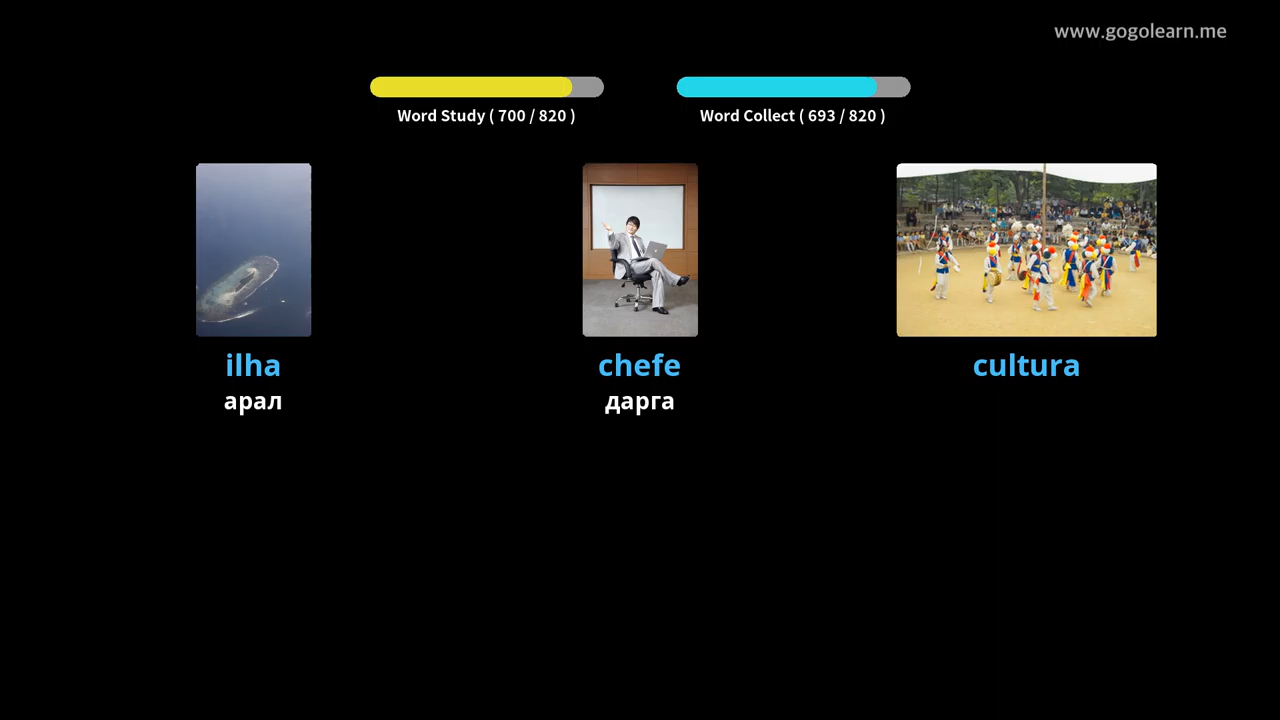 www.gogolearn.me
Word Study ( 700 / 820 )
Word Collect ( 693 / 820 )
ilha
арал
chefe
дарга
cultura